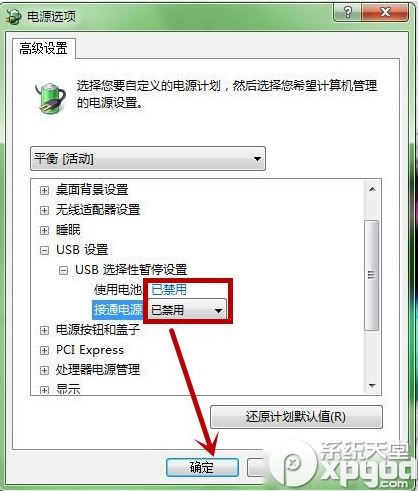 电源选项
高级设置
选择您要自定义的电源计划，然后选择您希望计算机管理
的电源设置。
平衡 [活动]
桌面背景设置
无线适配器设置
睡眠
USB 设置
USB 选择性暂停设置
使用电池: 已禁用
接通电源: 已禁用
电源按钮和盖子
PCI Express
处理器电源管理
显示
还原计划默认值(R)
确定
系统天堂
xpgod